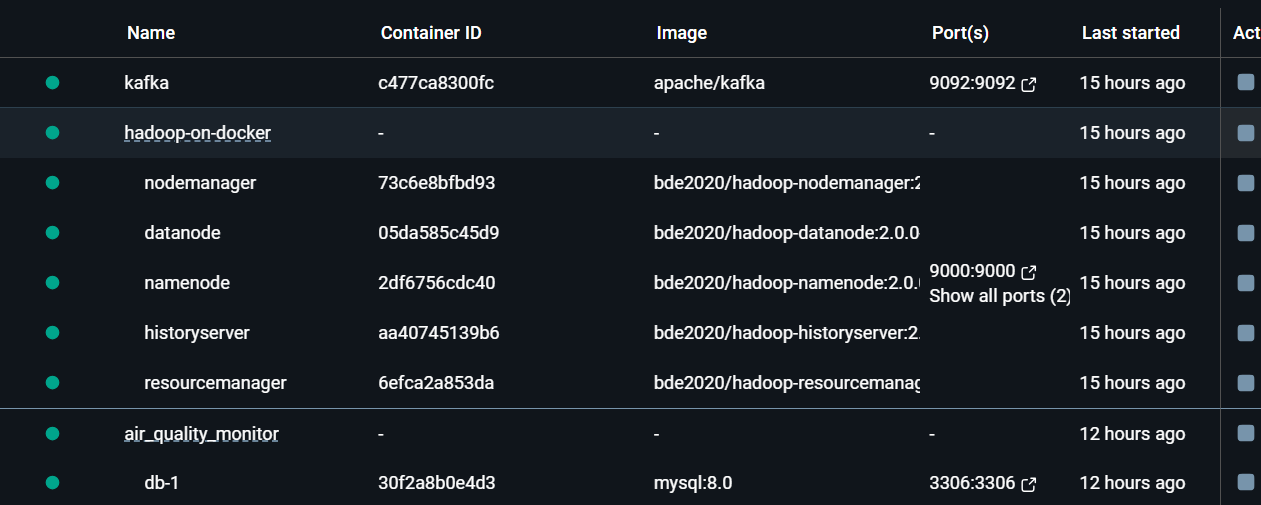 Name Container ID Image Port(s) Last started Act
kafka c477ca8300fc apache/kafka 9092:9092 15 hours ago
hadoop-on-docker - - - 15 hours ago
nodemanager 73c6e8bfbd93 bde2020/hadoop-nodemanager:2 15 hours ago
datanode 05da585c45d9 bde2020/hadoop-datanode:2.0.0 15 hours ago
namenode 2df6756cdc40 bde2020/hadoop-namenode:2.0. 9000:9000 15 hours ago
Show all ports (2)
historyserver aa40745139b6 bde2020/hadoop-historyserver:2. 15 hours ago
resourcemanager 6efca2a853da bde2020/hadoop-resourcemanag 15 hours ago
air_quality_monitor - - - 12 hours ago
db-1 30f2a8b0e4d3 mysql:8.0 3306:3306 12 hours ago